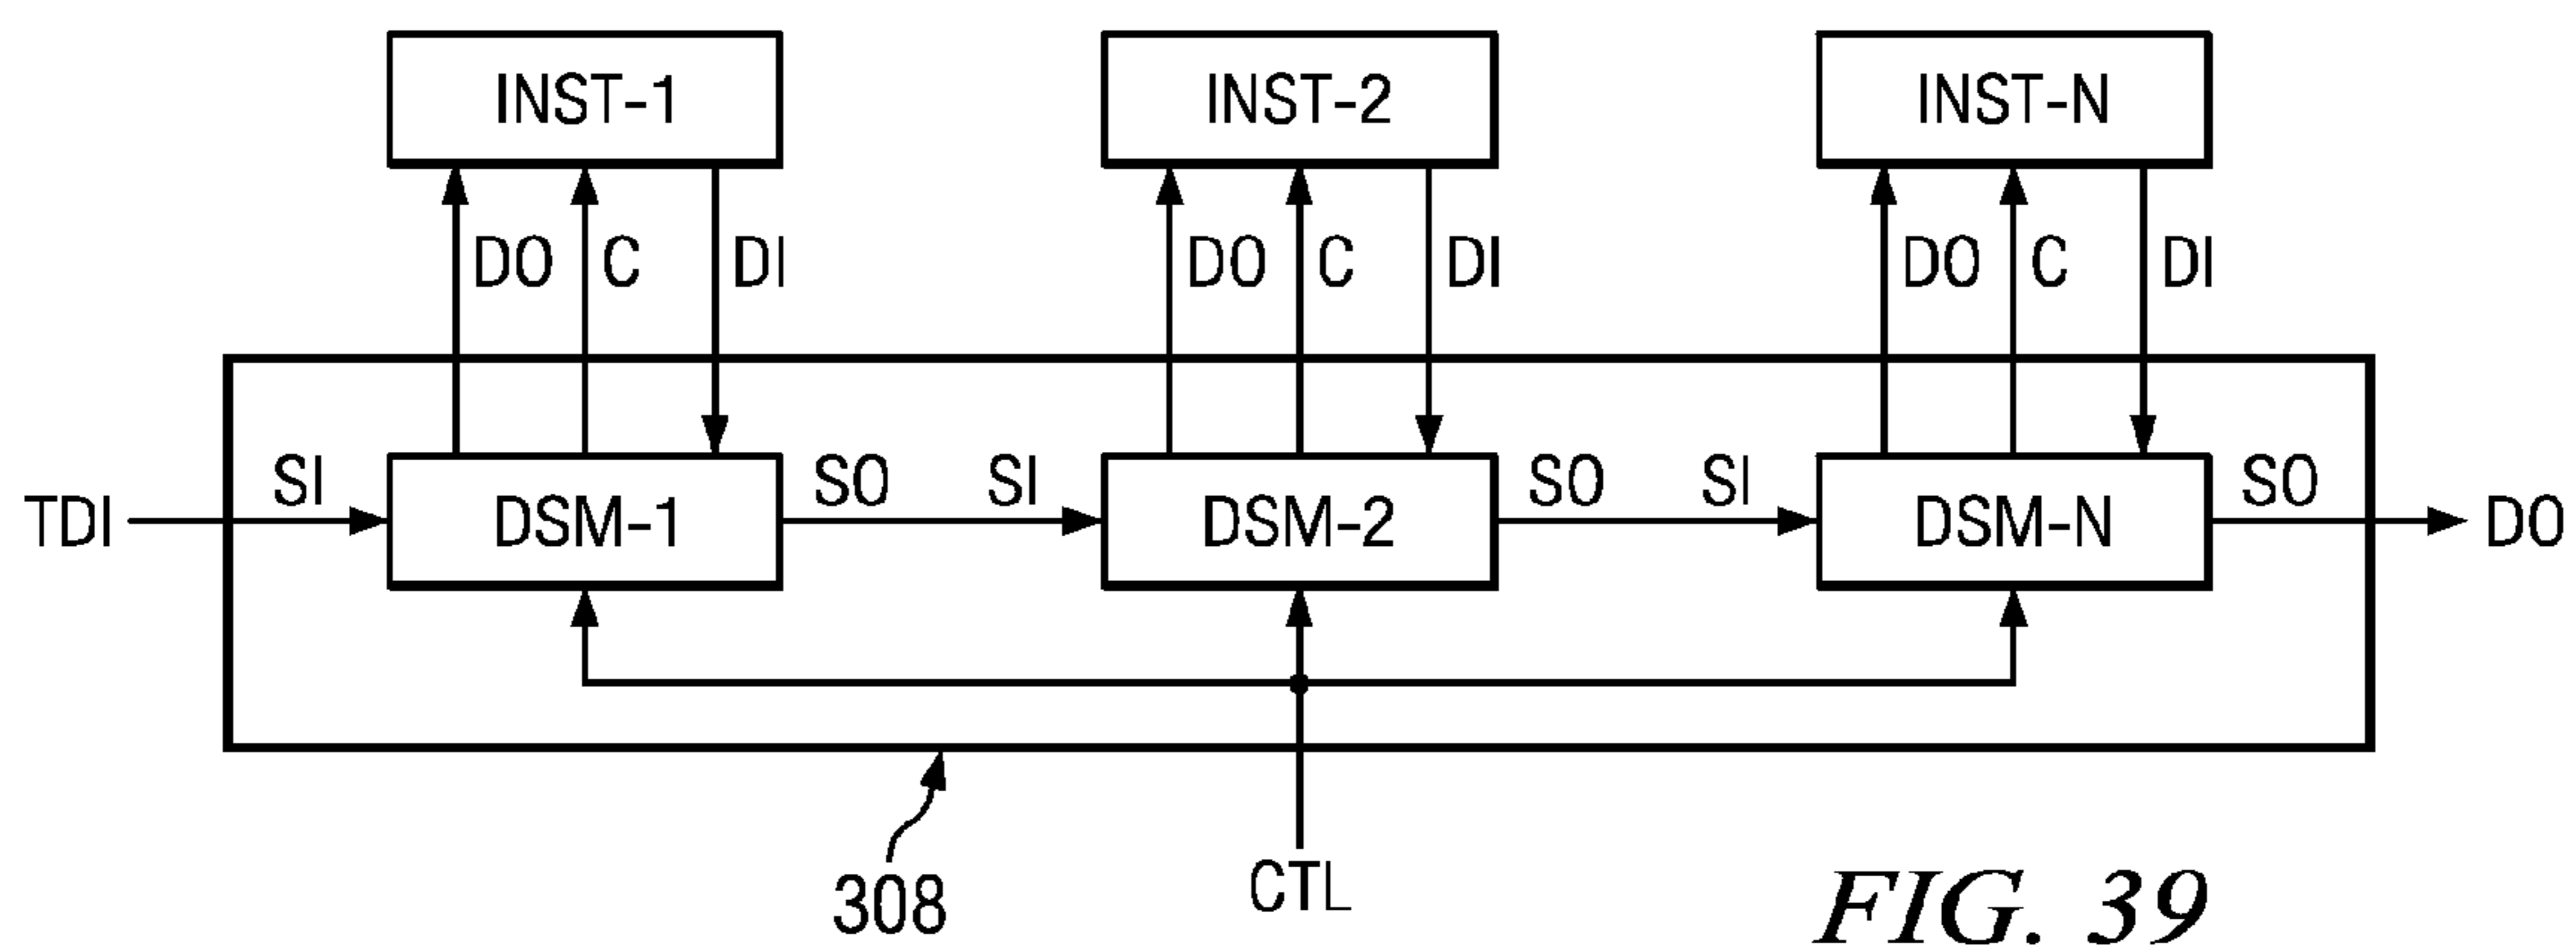 INST-1 INST-2 INST-N
DO C DI DO C DI DO C DI
TDI SI DSM-1 SO SI DSM-2 SO SI DSM-N SO DO
308 CTL FIG. 39